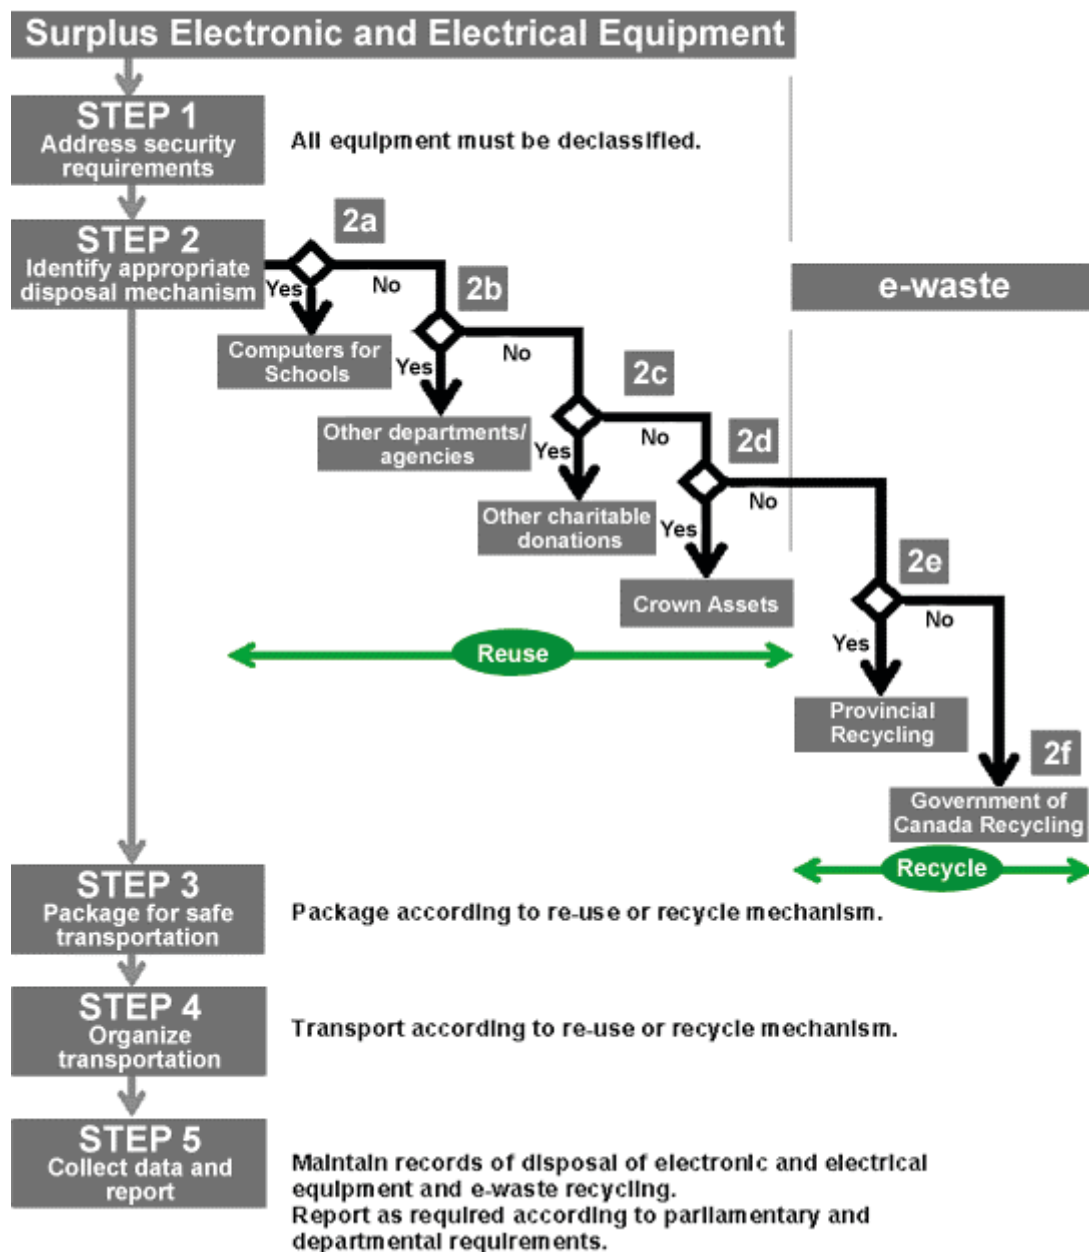 Surplus Electronic and Electrical Equipment
STEP 1
Address security
requirements
All equipment must be declassified.
STEP 2
Identify appropriate
disposal mechanism
2a
Yes
No
Computers for
Schools
2b
Yes
No
Other departments/
agencies
2c
Yes
No
Other charitable
donations
2d
Yes
No
Crown Assets
e-waste
2e
Yes
No
Provincial
Recycling
2f
Government of
Canada Recycling
Reuse
Recycle
STEP 3
Package for safe
transportation
Package according to re-use or recycle mechanism.
STEP 4
Organize
transportation
Transport according to re-use or recycle mechanism.
STEP 5
Collect data and
report
Maintain records of disposal of electronic and electrical
equipment and e-waste recycling.
Report as required according to parliamentary and
departmental requirements.